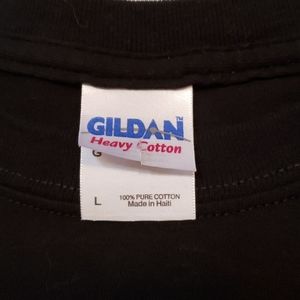 GILDAN
Heavy Cotton
G
L
100% PURE COTTON
Made in Haiti